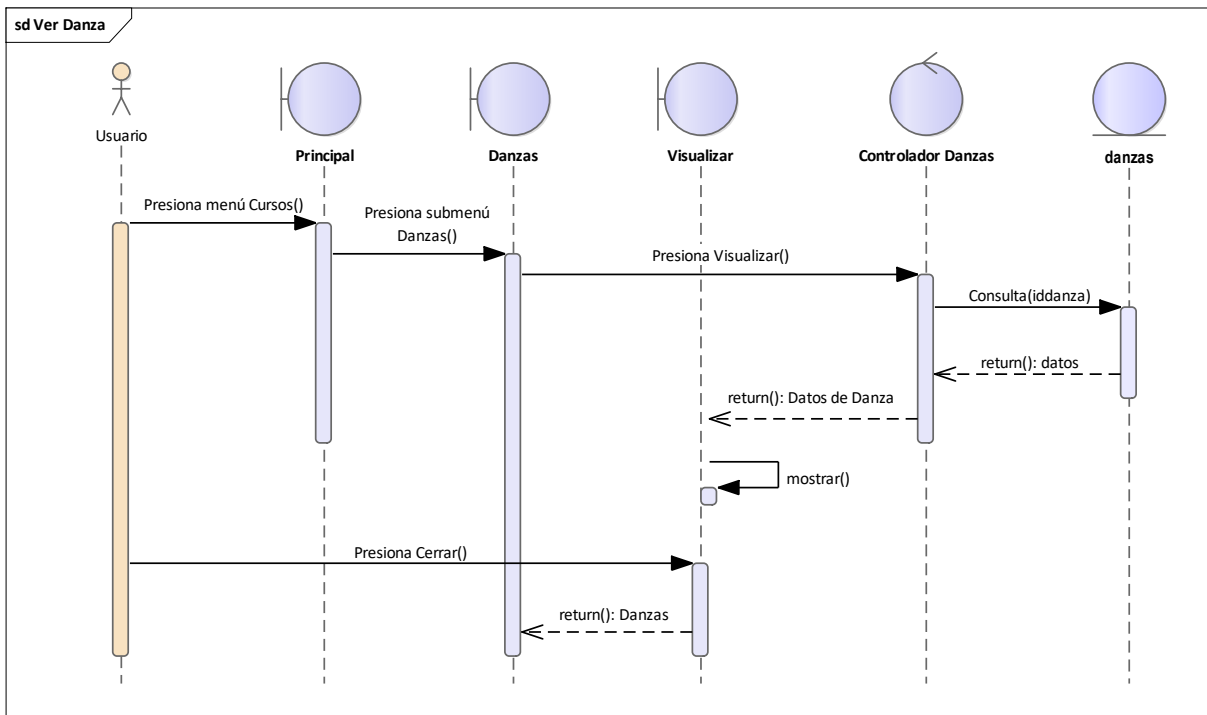 sd Ver Danza
Usuario
Principal
Danzas
Visualizar
Controlador Danzas
danzas
Presiona menú Cursos()
Presiona submenú
Danzas()
Presiona Visualizar()
Consulta(iddanza)
return(): datos
return(): Datos de Danza
mostrar()
Presiona Cerrar()
return(): Danzas